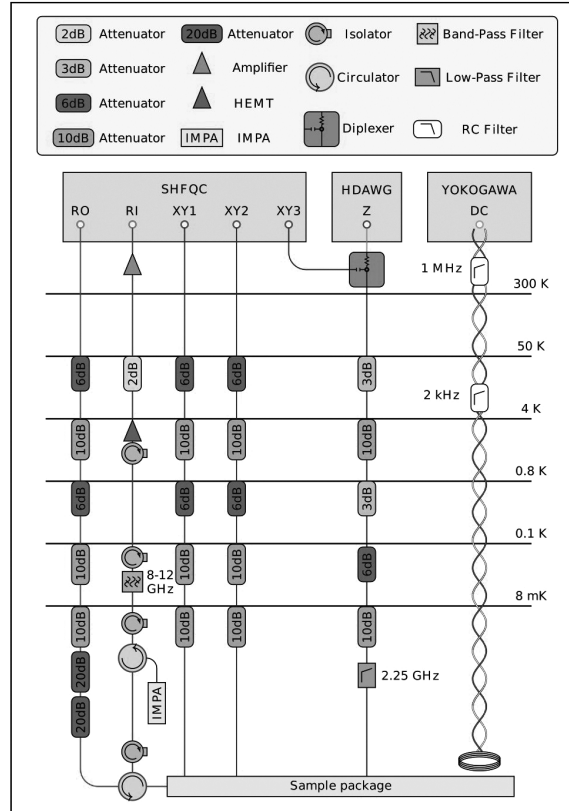 2dB Attenuator 20dB Attenuator Isolator Band-Pass Filter
3dB Attenuator Amplifier Circulator Low-Pass Filter
6dB Attenuator HEMT Diplexer RC Filter
10dB Attenuator IMPA IMPA
SHFQC HDAWG YOKOGAWA
RO RI XY1 XY2 XY3 Z DC
1 MHz
300 K
50 K
6dB 2dB 6dB 6dB 3dB
2 kHz
4 K
10dB 10dB 10dB 10dB
0.8 K
6dB 6dB 6dB 3dB
0.1 K
10dB 8-12 GHz 10dB 10dB 6dB
8 mK
10dB 10dB 10dB 10dB
20dB 2.25 GHz
IMPA
20dB
Sample package